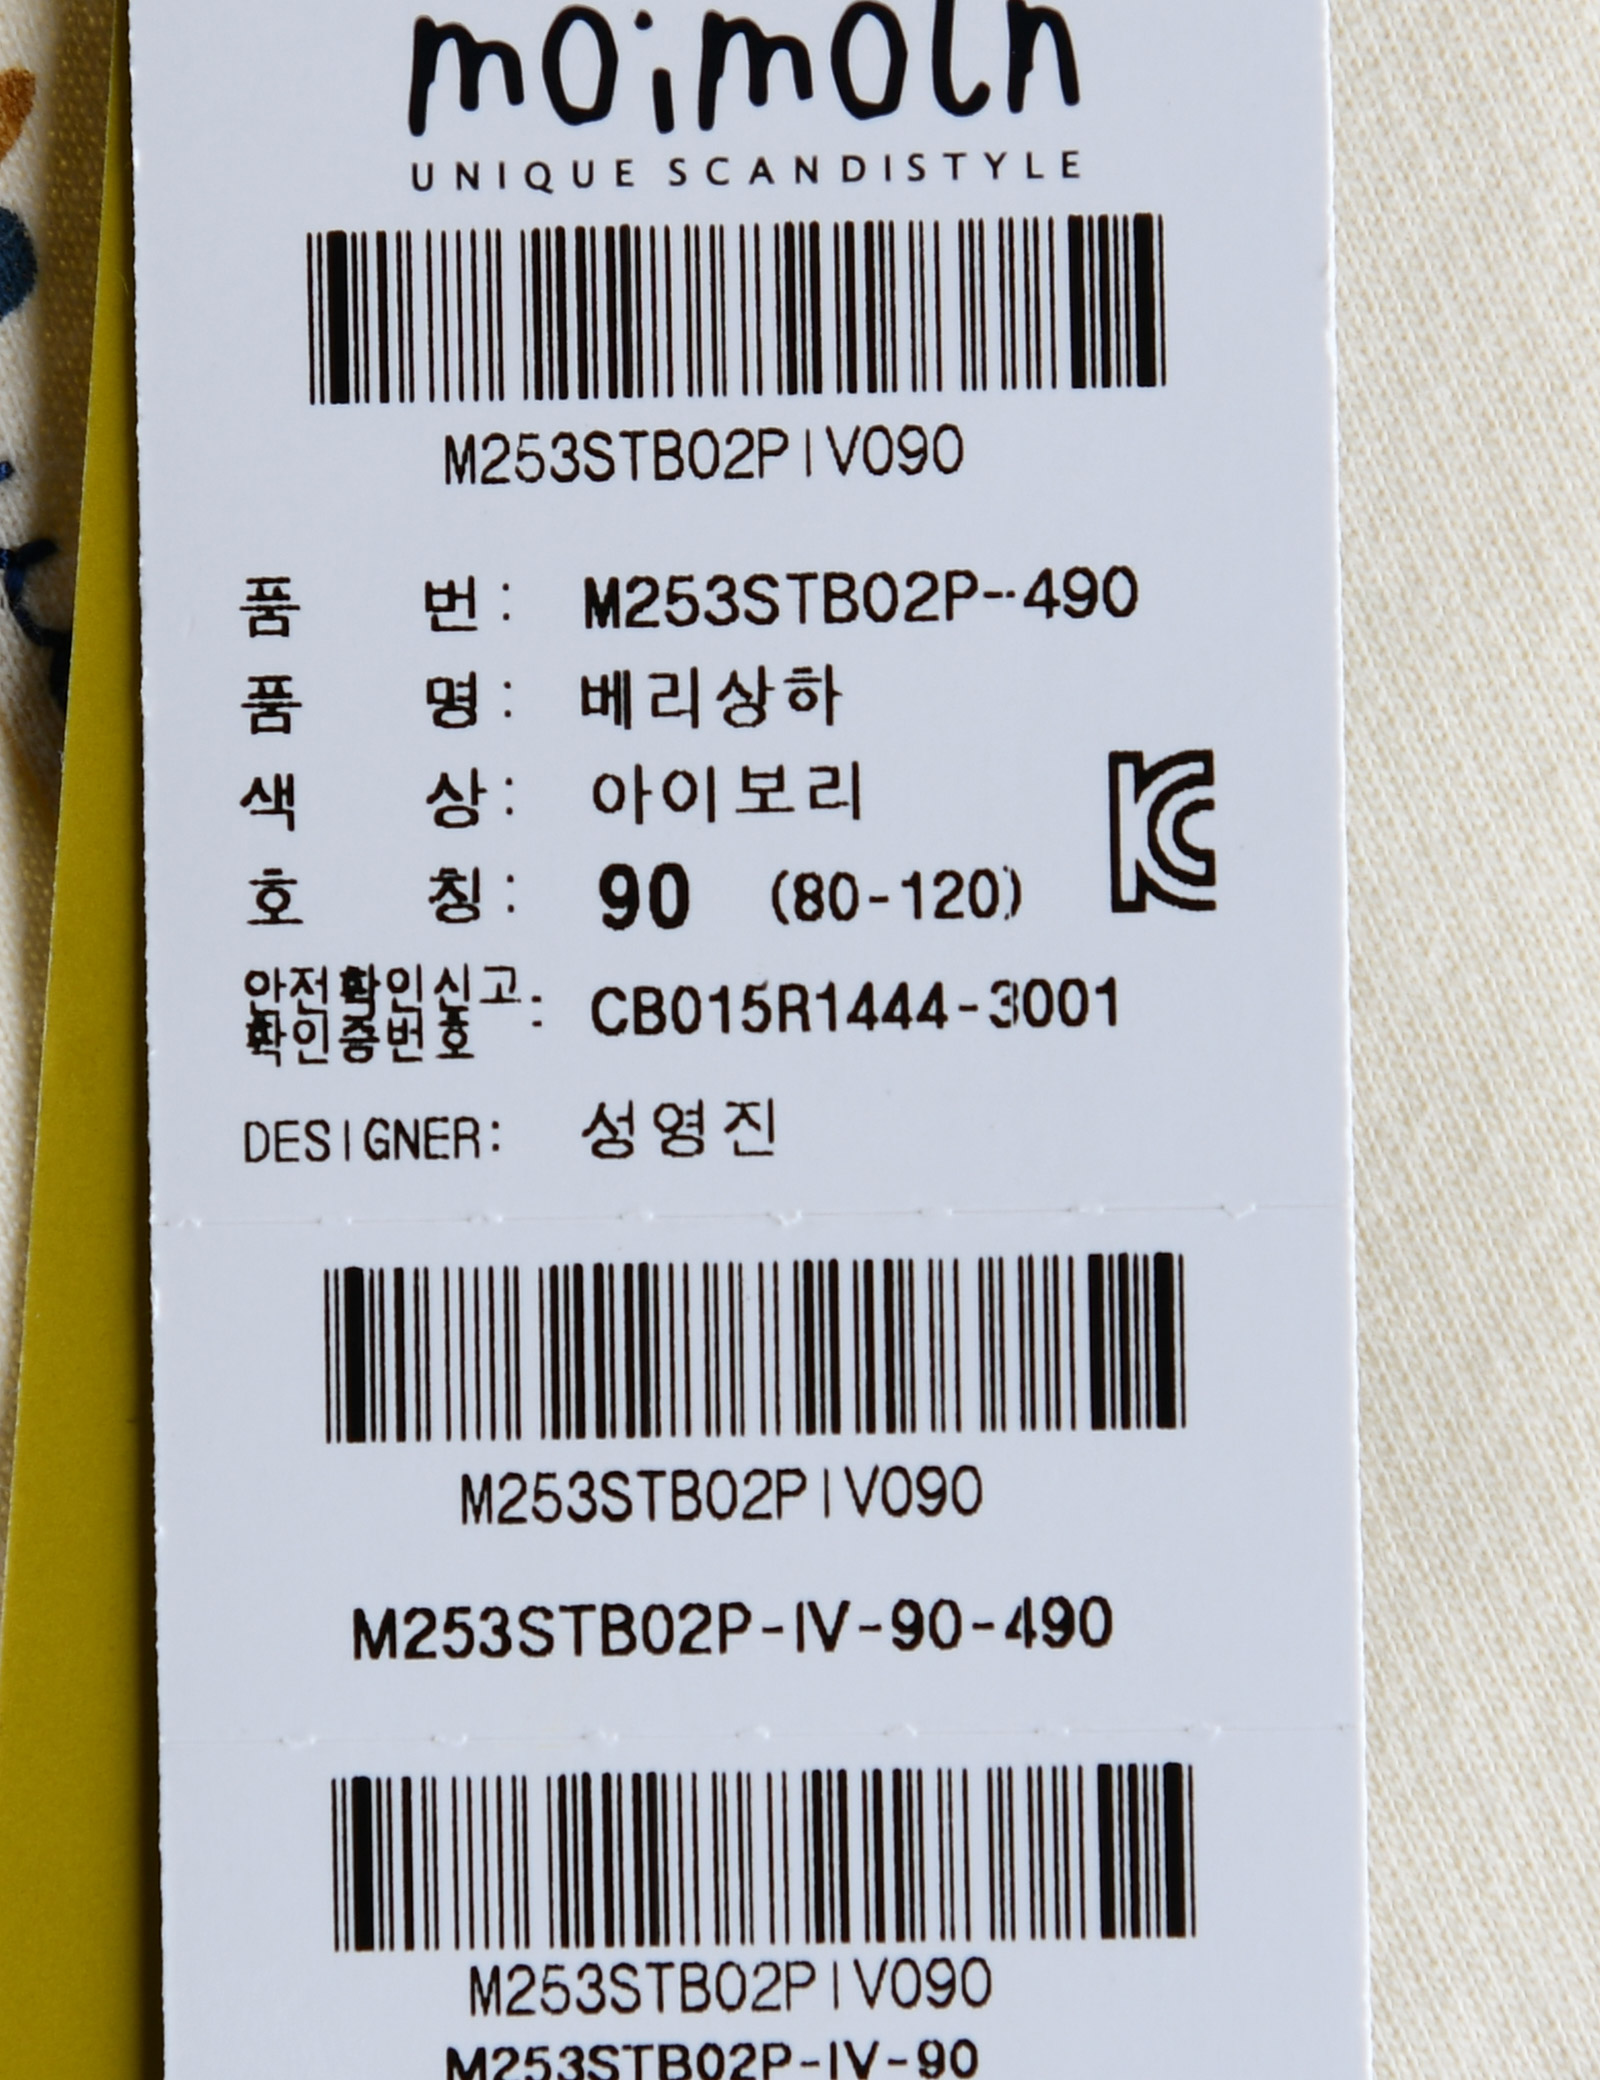 moimoln
UNIQUE SCANDISTYLE
M253STB02PIV090
품 번: M253STB02P-490
품 명: 베리상하
색 상: 아이보리
호 칭: 90 (80-120)
안전확인신고
확인증번호: CB015R1444-3001
DESIGNER: 성영진
M253STB02PIV090
M253STB02P-IV-90-490
M253STB02PIV090
M253STB02P-IV-90